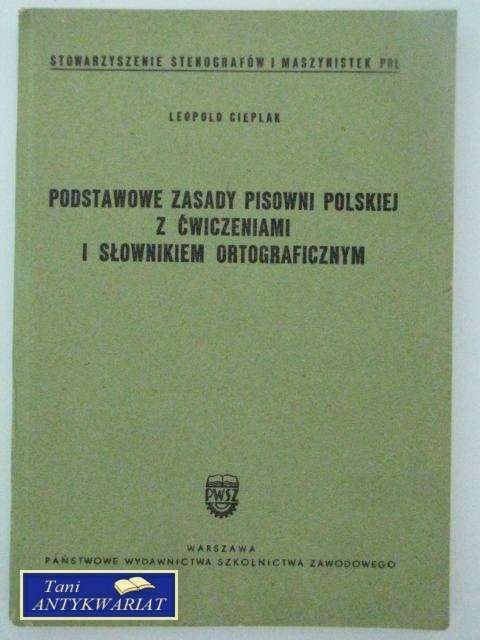 STOWARZYSZENIE STENOGRAFÓW I MASZYNISTEK PRL
LEOPOLD CIEPLAK
PODSTAWOWE ZASADY PISOWNI POLSKIEJ
Z ĆWICZENIAMI
I SŁOWNIKIEM ORTOGRAFICZNYM
PWSZ
WARSZAWA
PAŃSTWOWE WYDAWNICTWA SZKOLNICTWA ZAWODOWEGO
Tani
ANTYKWARIAT